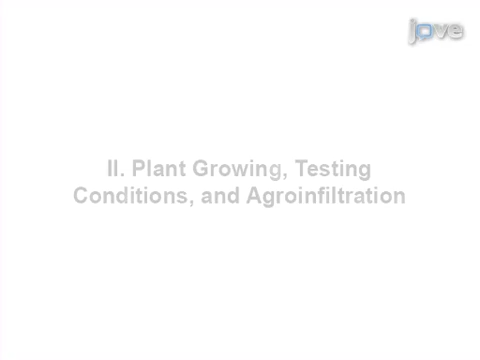 jove
II. Plant Growing, Testing
Conditions, and Agroinfiltration